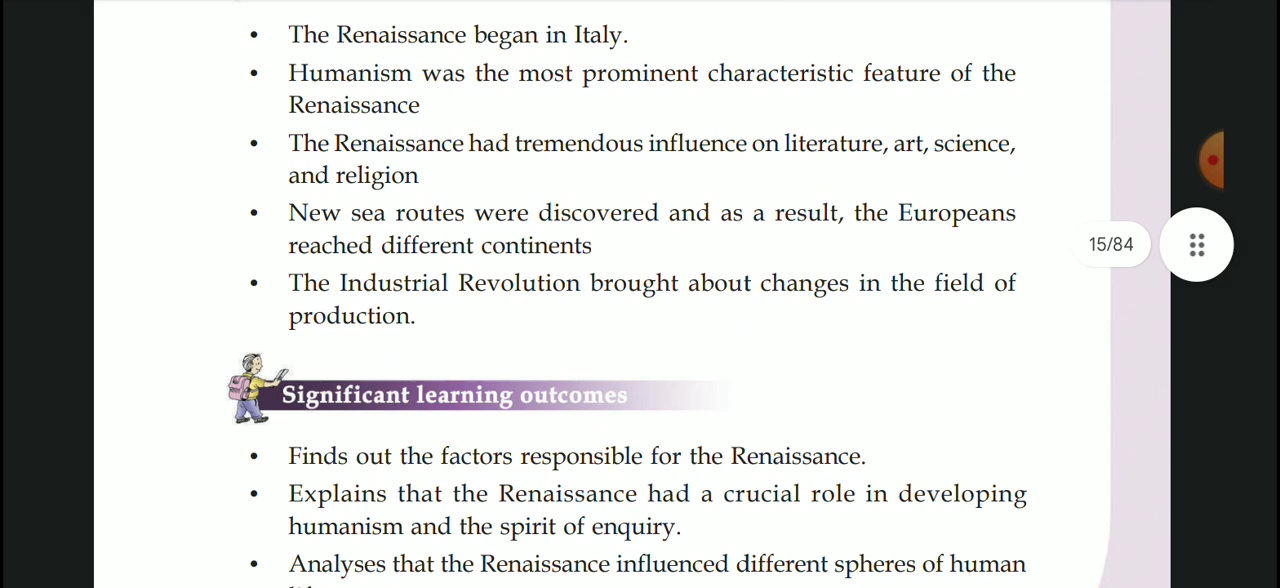 • The Renaissance began in Italy.
• Humanism was the most prominent characteristic feature of the
Renaissance
• The Renaissance had tremendous influence on literature, art, science,
and religion
• New sea routes were discovered and as a result, the Europeans
reached different continents
15/84
• The Industrial Revolution brought about changes in the field of
production.
Significant learning outcomes
• Finds out the factors responsible for the Renaissance.
• Explains that the Renaissance had a crucial role in developing
humanism and the spirit of enquiry.
• Analyses that the Renaissance influenced different spheres of human